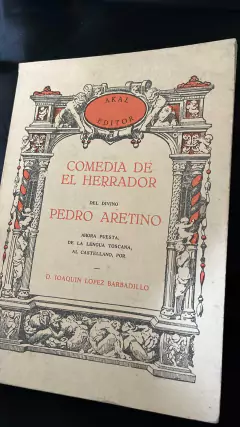 AKAL
EDITOR
COMEDIA DE
EL HERRADOR
DEL DIVINO
PEDRO ARETINO
AHORA PUESTA,
DE LA LENGUA TOSCANA,
AL CASTELLANO, POR
D. JOAQUIN LOPEZ BARBADILLO